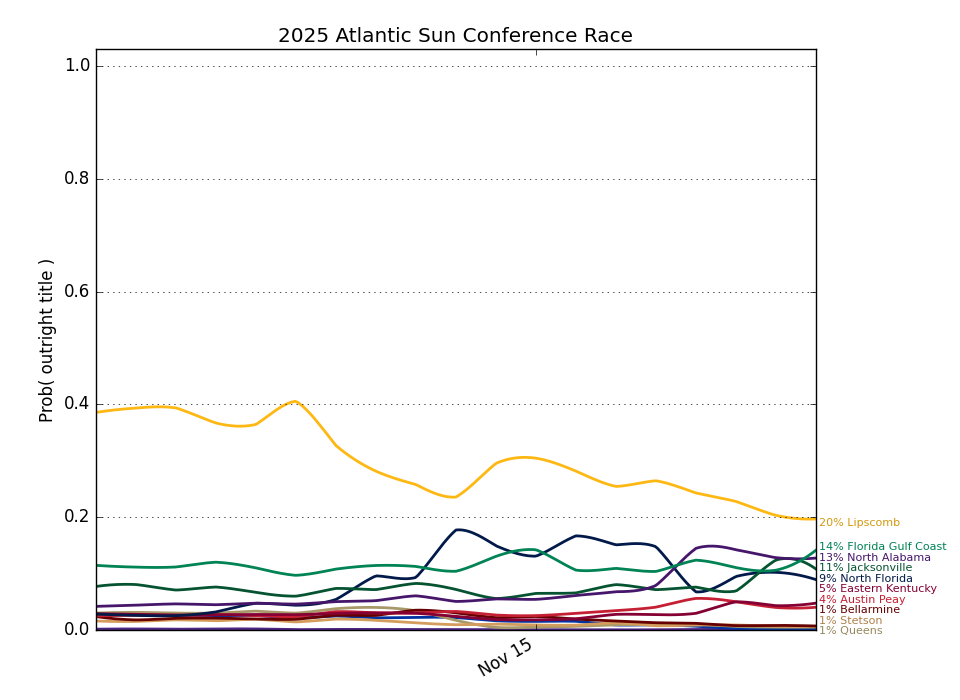 2025 Atlantic Sun Conference Race
Prob( outright title )
1.0
0.8
0.6
0.4
0.2
0.0
Nov 15
20% Lipscomb
14% Florida Gulf Coast
13% North Alabama
11% Jacksonville
9% North Florida
5% Eastern Kentucky
4% Austin Peay
1% Bellarmine
1% Stetson
1% Queens